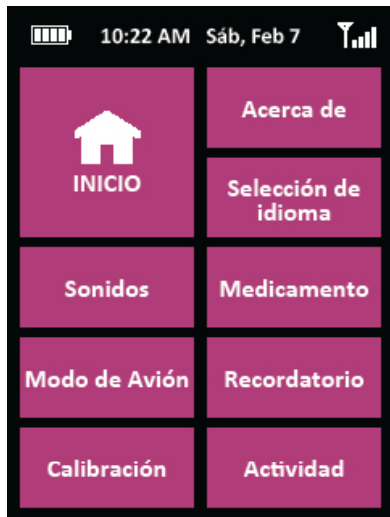 10:22 AM Sáb, Feb 7
INICIO
Acerca de
Selección de
idioma
Sonidos
Medicamento
Modo de Avión
Recordatorio
Calibración
Actividad